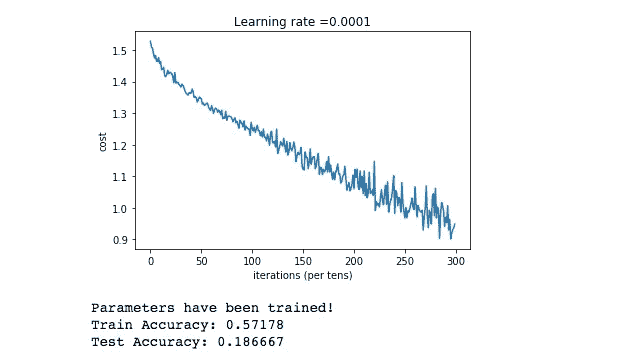 Learning rate =0.0001
1.5
1.4
1.3
1.2
1.1
1.0
0.9
cost
0 50 100 150 200 250 300
iterations (per tens)
Parameters have been trained!
Train Accuracy: 0.57178
Test Accuracy: 0.186667